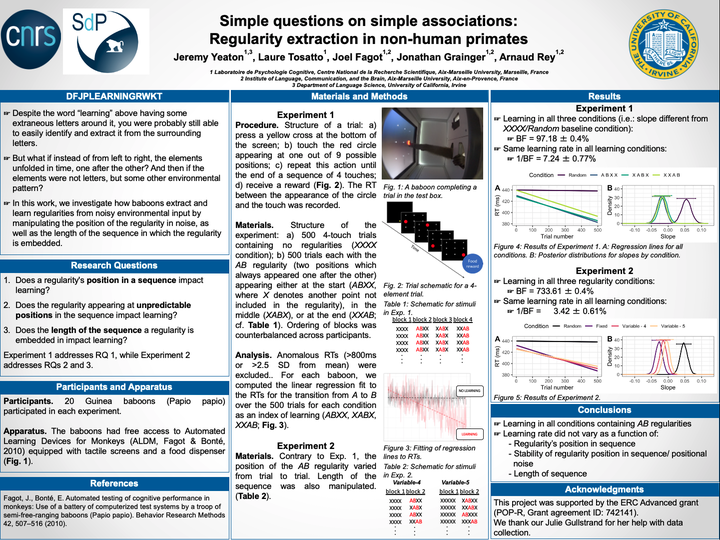 cnrs
SdP
Simple questions on simple associations:
Regularity extraction in non-human primates
Jeremy Yeaton1,3, Laure Tosatto1, Joel Fagot1,2, Jonathan Grainger1,2, Arnaud Rey1,2
1 Laboratoire de Psychologie Cognitive, Centre National de la Recherche Scientifique, Aix-Marseille University, Marseille, France
2 Institute of Language, Communication, and the Brain, Aix-Marseille University, Aix-en-Provence, France
3 Department of Language Science, University of California, Irvine
DFJPLEARNINGRWKT
☞ Despite the word “learning” above having some
extraneous letters around it, you were probably still
able to easily identify and extract it from the
surrounding
letters.
☞ But what if instead of from left to right, the elements
unfolded in time, one after the other? And then if the
elements were not letters, but some other environmental
pattern?
☞ In this work, we investigate how baboons extract and
learn regularities from noisy environmental input by
manipulating the position of the regularity in noise, as
well as the length of the sequence in which the regularity
is embedded.
Research Questions
1. Does a regularity's position in a sequence impact
learning?
2. Does the regularity appearing at unpredictable
positions in the sequence impact learning?
3. Does the length of the sequence a regularity is
embedded in impact learning?
Experiment 1 addresses RQ 1, while Experiment 2
addresses RQs 2 and 3.
Participants and Apparatus
Participants. 20 Guinea baboons (Papio papio)
participated in each experiment.
Apparatus. The baboons had free access to Automated
Learning Devices for Monkeys (ALDM, Fagot & Bonté,
2010) equipped with tactile screens and a food dispenser
(Fig. 1).
References
Fagot, J., Bonté, E. Automated testing of cognitive performance in
monkeys: Use of a battery of computerized test systems by a troop of
semi-free-ranging baboons (Papio papio). Behavior Research Methods
42, 507–516 (2010).
Materials and Methods
Experiment 1
Procedure. Structure of a trial: a)
press a yellow cross at the bottom of
the screen; b) touch the red circle
appearing at one out of 9 possible
positions; c) repeat this action until
the end of a sequence of 4 touches;
d) receive a reward (Fig. 2). The RT
between the appearance of the circle
and the touch was recorded.
Materials. Structure of the
experiment: a) 500 4-touch trials
containing no regularities (XXXX
condition); b) 500 trials each with the
AB regularity (two positions which
always appeared one after the other)
appearing either at the start (ABXX,
where X denotes another point not
included in the regularity), in the
middle (XABX), or at the end (XXAB;
cf. Table 1). Ordering of blocks was
counterbalanced across participants.
Analysis. Anomalous RTs (>800ms
or >2.5 SD from mean) were
excluded.. For each baboon, we
computed the linear regression fit to
the RTs for the transition from A to B
over the 500 trials for each condition
as an index of learning (ABXX, XABX,
XXAB; Fig. 3).
Experiment 2
Materials. Contrary to Exp. 1, the
position of the AB regularity varied
from trial to trial. Length of the
sequence was also manipulated.
(Table 2).
Fig. 1: A baboon completing a
trial in the test box.
Time
Food
reward
Fig. 2: Trial schematic for a 4-
element trial.
Table 1: Schematic for stimuli
in Exp. 1.
block 1 block 2 block 3 block 4
XXXX ABXX XABX XXAB
XXXX ABXX XABX XXAB
XXXX ABXX XABX XXAB
XXXX ABXX XABX XXAB
NO LEARNING
LEARNING
Figure 3: Fitting of regression
lines to RTs.
Table 2: Schematic for stimuli
in Exp. 2.
Variable-4 Variable-5
block 1 block 2 block 1 block 2
XXXX ABXX XXXXX XXABX
XXXX XABX XXXXX XABXX
XXXX ABXX XXXXX ABXXX
XXXX XXAB XXXXX XXXAB
Results
Experiment 1
☞ Learning in all three conditions (i.e.: slope different from
XXXX/Random baseline condition):
☞ BF = 97.18 ± 0.4%
☞ Same learning rate in all learning conditions:
☞ 1/BF = 7.24 ± 0.77%
Condition Random A B X X X A B X X X A B
A
RT (ms)
440
420
400
380
0 100 200 300 400 500
Trial number
B
Density
40
30
20
10
0
-0.10 -0.05 0.00 0.05 0.10
Slope
Figure 4: Results of Experiment 1. A: Regression lines for all
conditions. B: Posterior distributions for slopes by condition.
Experiment 2
☞ Learning in all three regularity conditions:
☞ BF = 733.61 ± 0.4%
☞ Same learning rate in all learning conditions:
☞ 1/BF = 3.42 ± 0.61%
Condition Random Fixed Variable - 4 Variable - 5
A
RT (ms)
440
420
400
380
0 100 200 300 400 500
Trial number
B
Density
-0.10 -0.05 0.00 0.05 0.10
Slope
Figure 5: Results of Experiment 2.
Conclusions
☞ Learning in all conditions containing AB regularities
☞ Learning rate did not vary as a function of:
- Regularity's position in sequence
- Stability of regularity position in sequence/ positional
noise
- Length of sequence
Acknowledgments
This project was supported by the ERC Advanced grant
(POP-R, Grant agreement ID: 742141).
We thank our Julie Gullstrand for her help with data
collection.